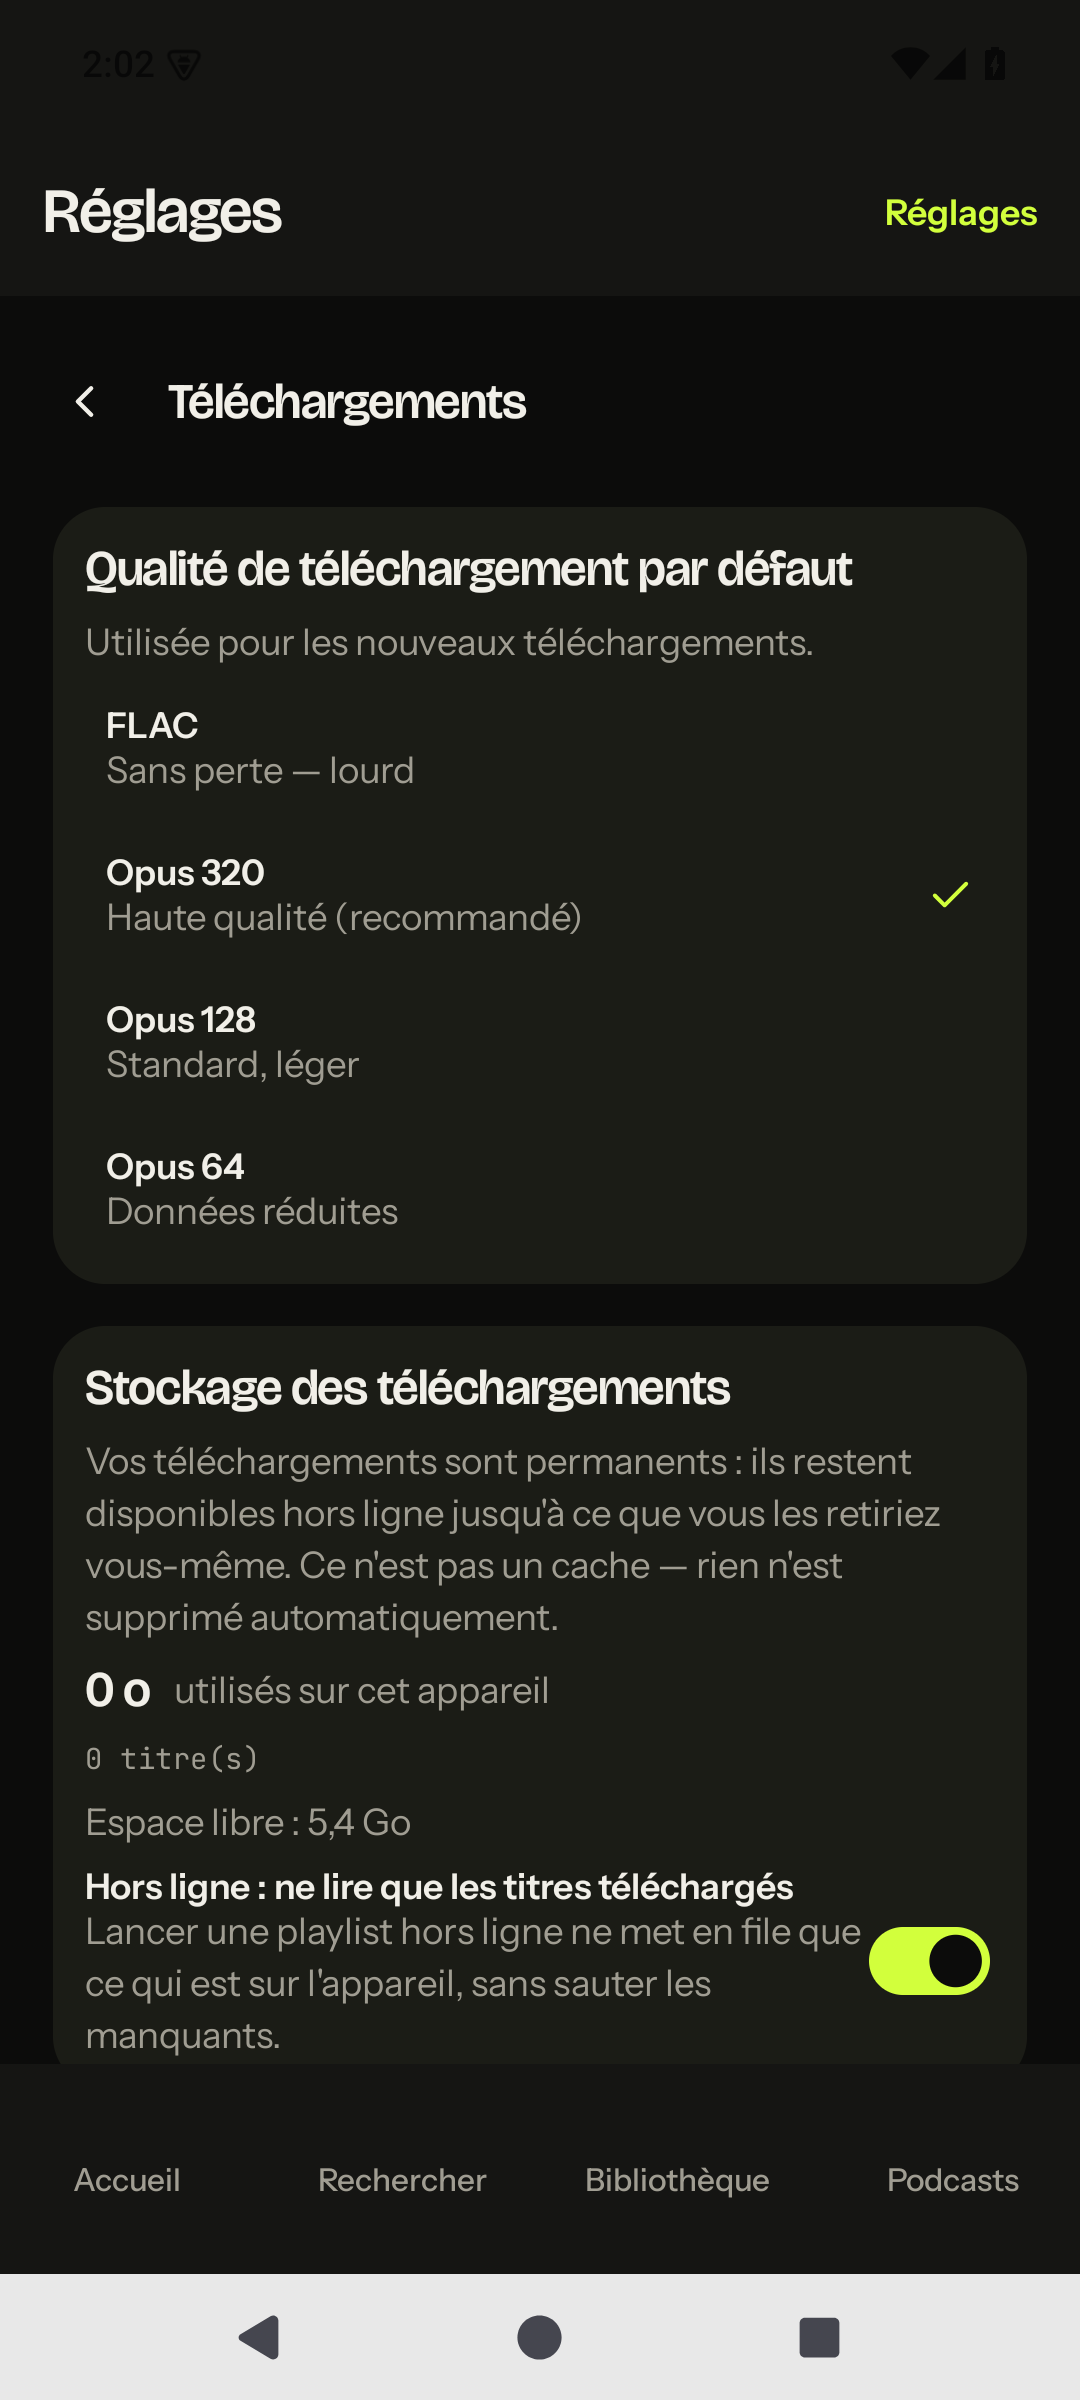 2:02
Réglages
Réglages
Téléchargements
Qualité de téléchargement par défaut
Utilisée pour les nouveaux téléchargements.
FLAC
Sans perte — lourd
Opus 320
Haute qualité (recommandé)
Opus 128
Standard, léger
Opus 64
Données réduites
Stockage des téléchargements
Vos téléchargements sont permanents : ils restent
disponibles hors ligne jusqu'à ce que vous les retiriez
vous-même. Ce n'est pas un cache — rien n'est
supprimé automatiquement.
0 o utilisés sur cet appareil
0 titre(s)
Espace libre : 5,4 Go
Hors ligne : ne lire que les titres téléchargés
Lancer une playlist hors ligne ne met en file que
ce qui est sur l'appareil, sans sauter les
manquants.
Accueil
Rechercher
Bibliothèque
Podcasts